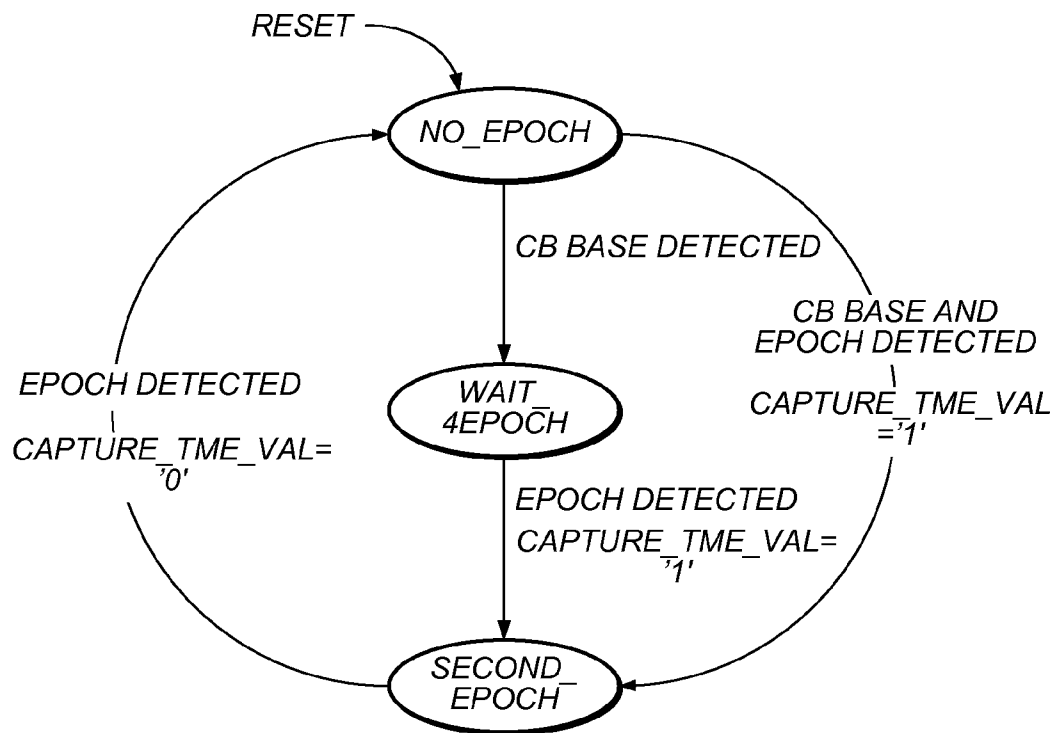 RESET
NO_EPOCH
CB BASE DETECTED
CB BASE AND
EPOCH DETECTED
CAPTURE_TME_VAL
='1'
EPOCH DETECTED
CAPTURE_TME_VAL=
'0'
WAIT_
4EPOCH
EPOCH DETECTED
CAPTURE_TME_VAL=
'1'
SECOND_
EPOCH